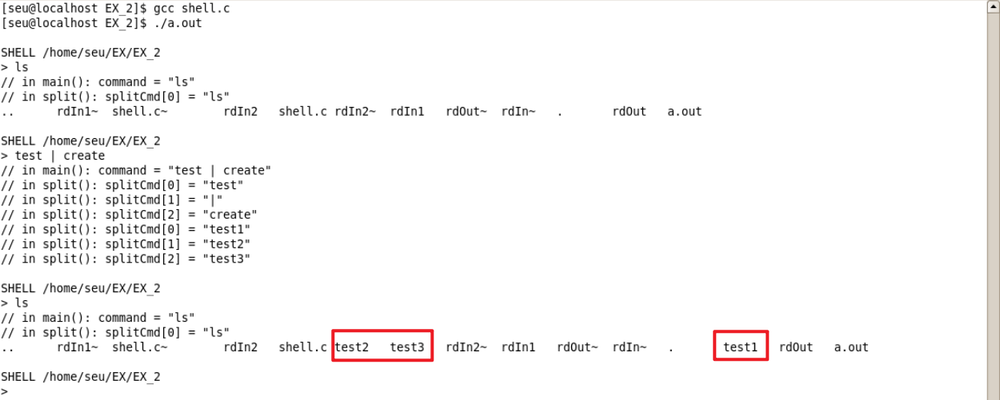 [seu@localhost EX_2]$ gcc shell.c
[seu@localhost EX_2]$ ./a.out
SHELL /home/seu/EX/EX_2
> ls
// in main(): command = "ls"
// in split(): splitCmd[0] = "ls"
.. rdIn1~ shell.c~ rdIn2 shell.c rdIn2~ rdIn1 rdOut~ rdIn~ . rdOut a.out
SHELL /home/seu/EX/EX_2
> test | create
// in main(): command = "test | create"
// in split(): splitCmd[0] = "test"
// in split(): splitCmd[1] = "|"
// in split(): splitCmd[2] = "create"
// in split(): splitCmd[0] = "test1"
// in split(): splitCmd[1] = "test2"
// in split(): splitCmd[2] = "test3"
SHELL /home/seu/EX/EX_2
> ls
// in main(): command = "ls"
// in split(): splitCmd[0] = "ls"
.. rdIn1~ shell.c~ rdIn2 shell.c test2 test3 rdIn2~ rdIn1 rdOut~ rdIn~ . test1 rdOut a.out
SHELL /home/seu/EX/EX_2
>